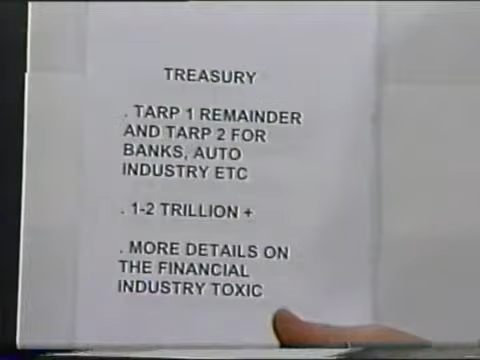 TREASURY
. TARP 1 REMAINDER
AND TARP 2 FOR
BANKS, AUTO
INDUSTRY ETC
. 1-2 TRILLION +
. MORE DETAILS ON
THE FINANCIAL
INDUSTRY TOXIC